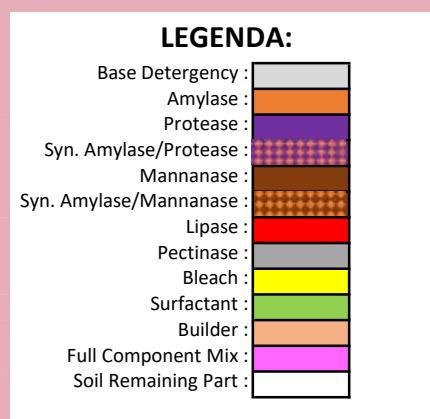 LEGENDA:
Base Detergency :
Amylase :
Protease :
Syn. Amylase/Protease :
Mannanase :
Syn. Amylase/Mannanase :
Lipase :
Pectinase :
Bleach :
Surfactant :
Builder :
Full Component Mix :
Soil Remaining Part :